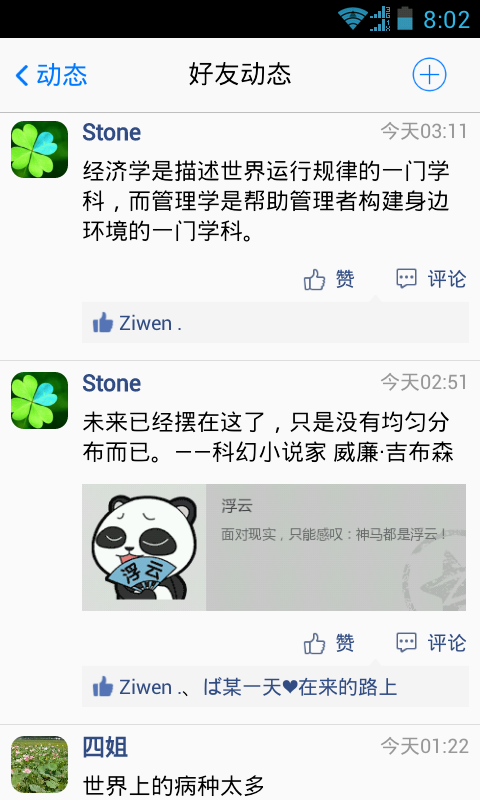 8:02
动态
好友动态
Stone
今天03:11
经济学是描述世界运行规律的一门学
科，而管理学是帮助管理者构建身边
环境的一门学科。
赞
评论
Ziwen .
Stone
今天02:51
未来已经摆在这了，只是没有均匀分
布而已。——科幻小说家 威廉·吉布森
浮云
面对现实，只能感叹：神马都是浮云！
浮云
赞
评论
Ziwen .、ば某一天❤在来的路上
四姐
今天01:22
世界上的病种太多